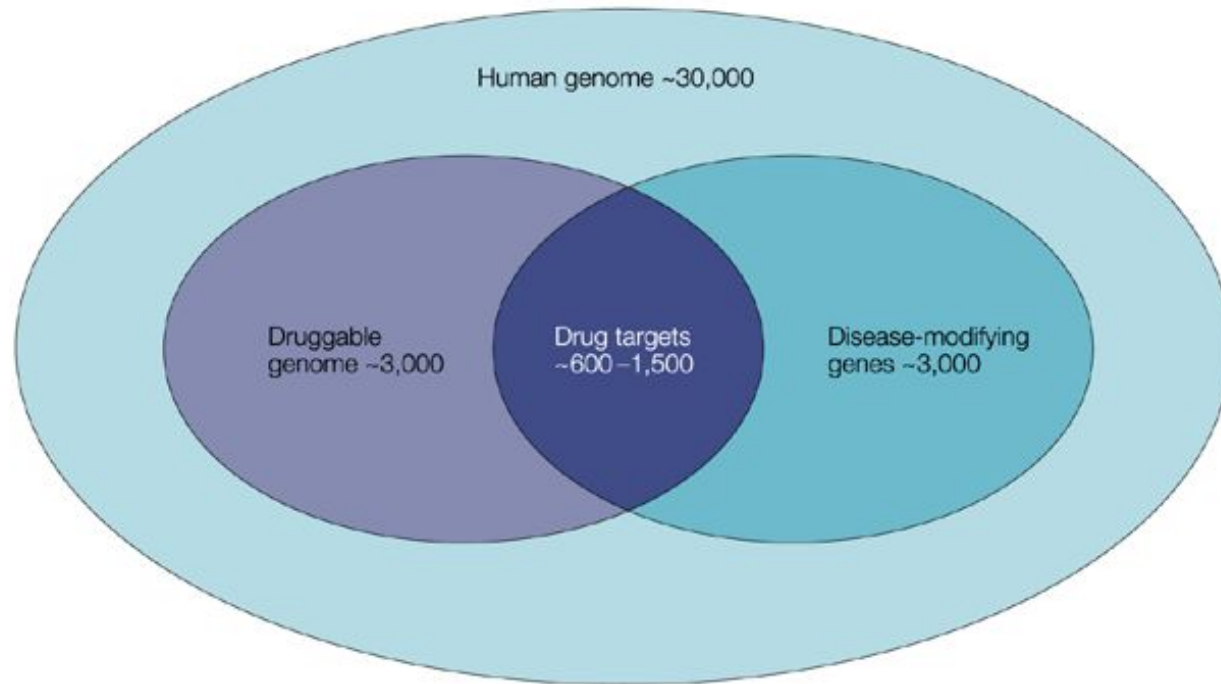 Human genome ~30,000
Druggable
genome ~3,000
Drug targets
~600–1,500
Disease-modifying
genes ~3,000